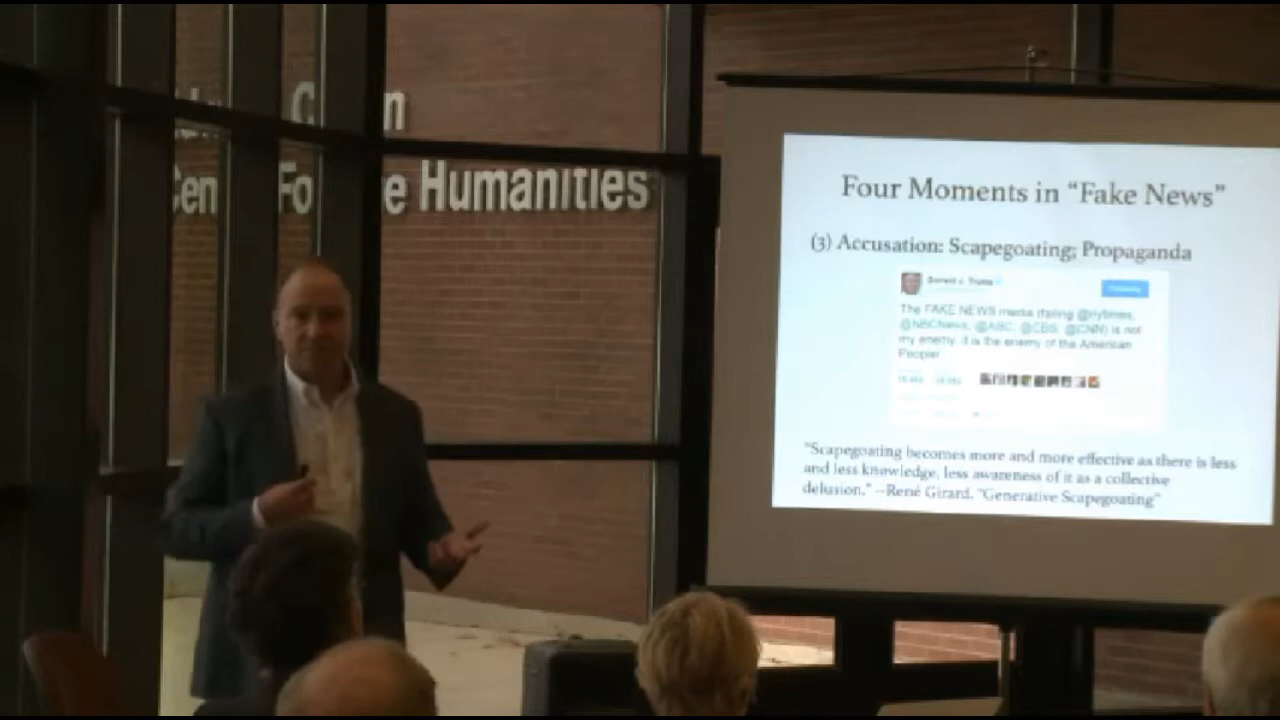 n
Cen For e Humanities
Four Moments in “Fake News”
(3) Accusation: Scapegoating; Propaganda
Donald J. Trump
Following
The FAKE NEWS media (failing @nytimes,
@NBCNews, @ABC, @CBS, @CNN) is not
my enemy, it is the enemy of the American
People!
“Scapegoating becomes more and more effective as there is less
and less knowledge, less awareness of it as a collective
delusion.” –René Girard, “Generative Scapegoating”